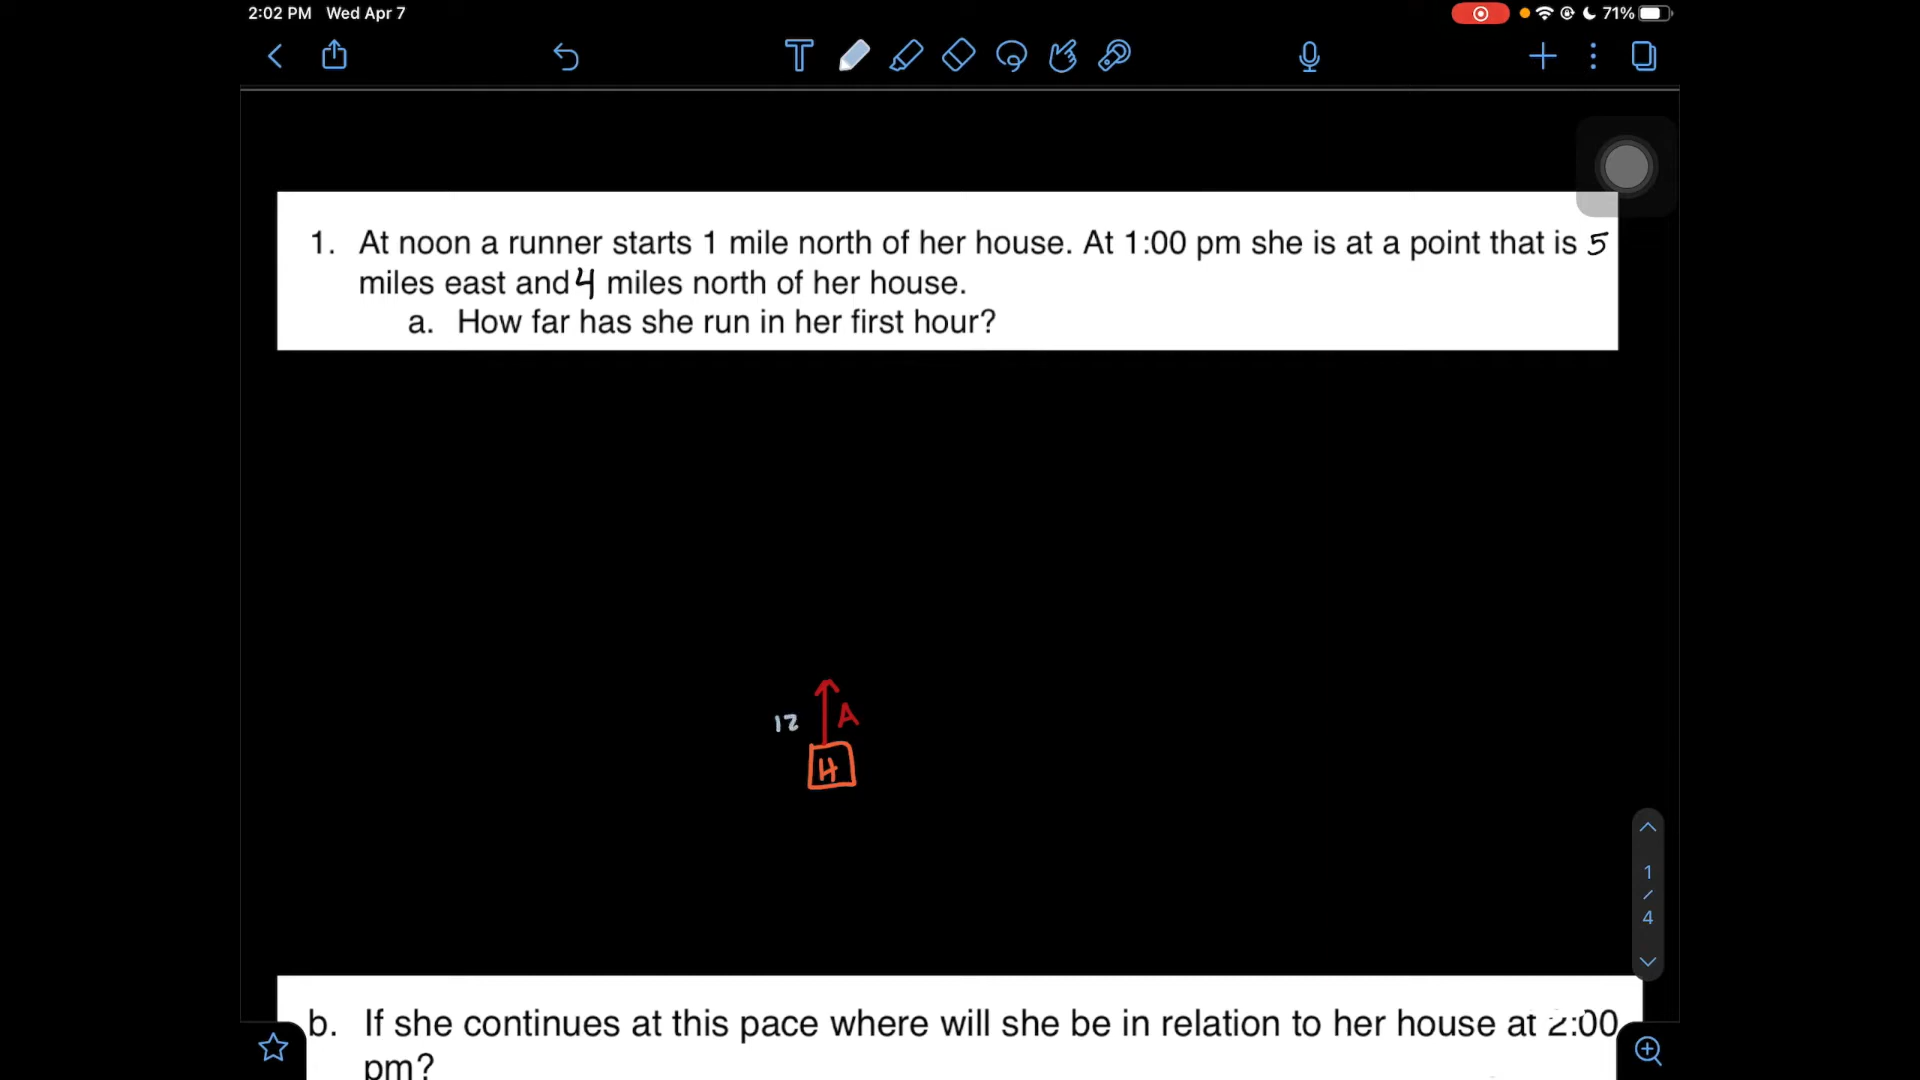 2:02 PM Wed Apr 7
71%
T
1. At noon a runner starts 1 mile north of her house. At 1:00 pm she is at a point that is 5
miles east and 4 miles north of her house.
a. How far has she run in her first hour?
12 A
H
1
/
4
b. If she continues at this pace where will she be in relation to her house at 2:00
pm?